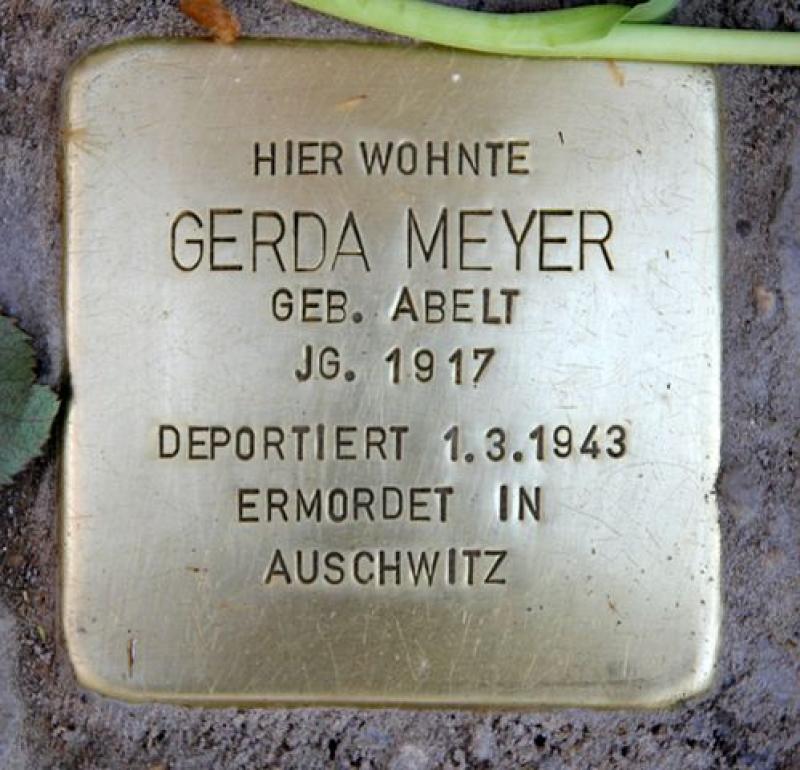 HIER WOHNTE
GERDA MEYER
GEB. ABELT
JG. 1917
DEPORTIERT 1.3.1943
ERMORDET IN
AUSCHWITZ